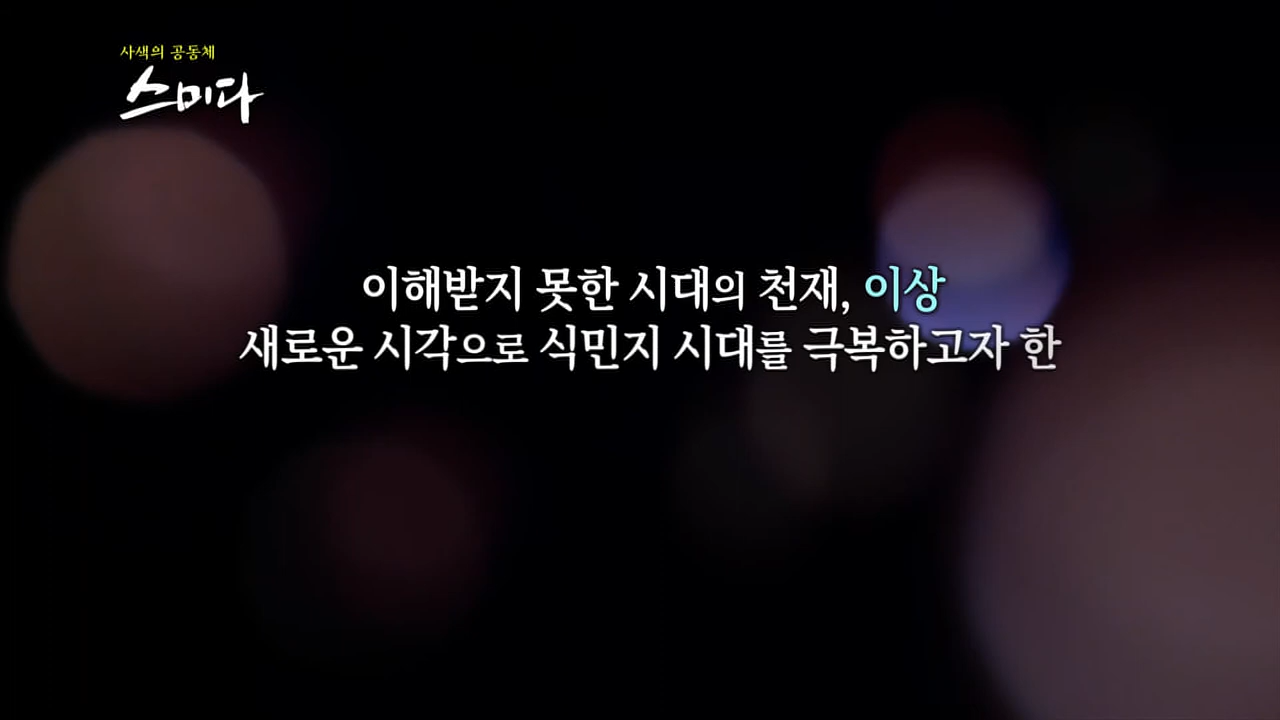 사색의 공동체
스미다
이해받지 못한 시대의 천재, 이상
새로운 시각으로 식민지 시대를 극복하고자 한